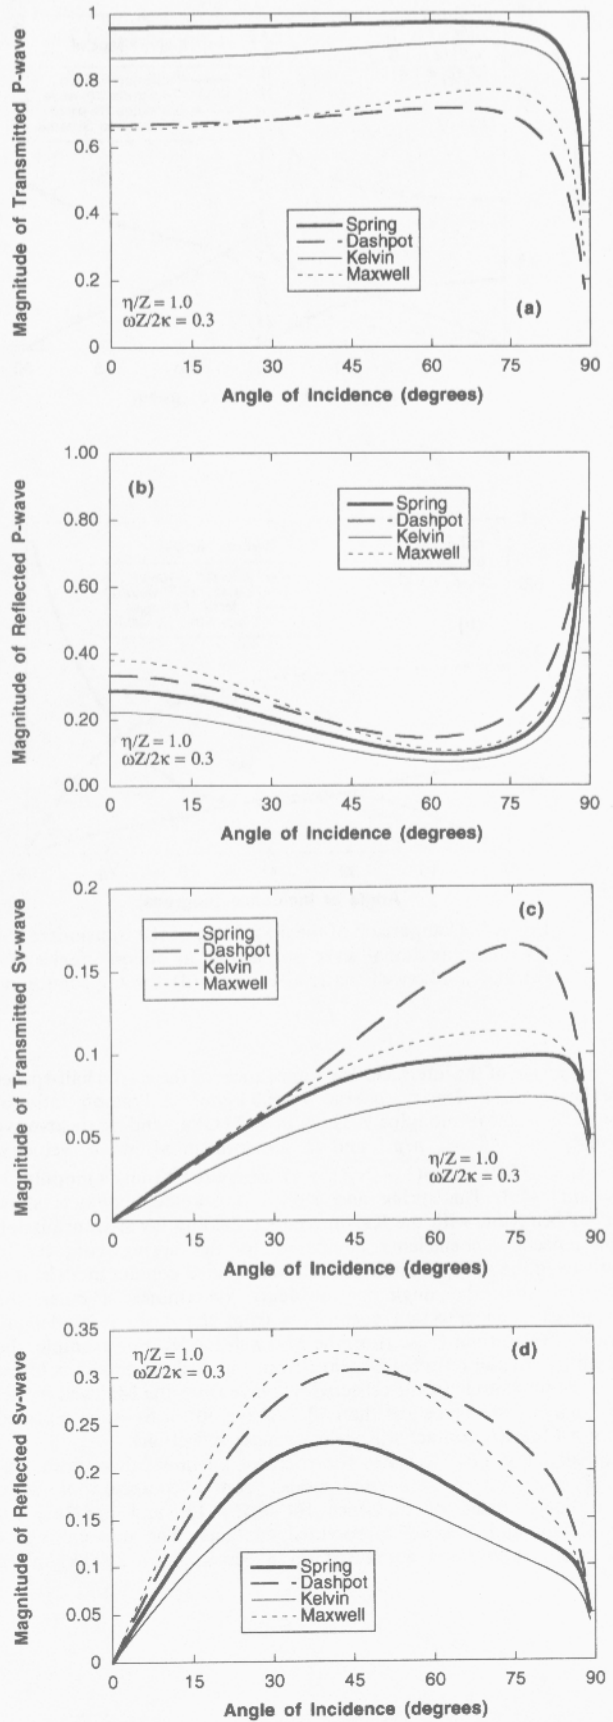 Magnitude of Transmitted P-wave
1
0.8
0.6
0.4
0.2
0
Spring
Dashpot
Kelvin
Maxwell
η/Z = 1.0
ωZ/2κ = 0.3
(a)
0 15 30 45 60 75 90
Angle of Incidence (degrees)
Magnitude of Reflected P-wave
1.00
0.80
0.60
0.40
0.20
0.00
(b)
Spring
Dashpot
Kelvin
Maxwell
η/Z = 1.0
ωZ/2κ = 0.3
0 15 30 45 60 75 90
Angle of Incidence (degrees)
Magnitude of Transmitted Sv-wave
0.2
0.15
0.1
0.05
0
(c)
Spring
Dashpot
Kelvin
Maxwell
η/Z = 1.0
ωZ/2κ = 0.3
0 15 30 45 60 75 90
Angle of Incidence (degrees)
Magnitude of Reflected Sv-wave
0.35
0.3
0.25
0.2
0.15
0.1
0.05
0
η/Z = 1.0
ωZ/2κ = 0.3
(d)
Spring
Dashpot
Kelvin
Maxwell
0 15 30 45 60 75 90
Angle of Incidence (degrees)